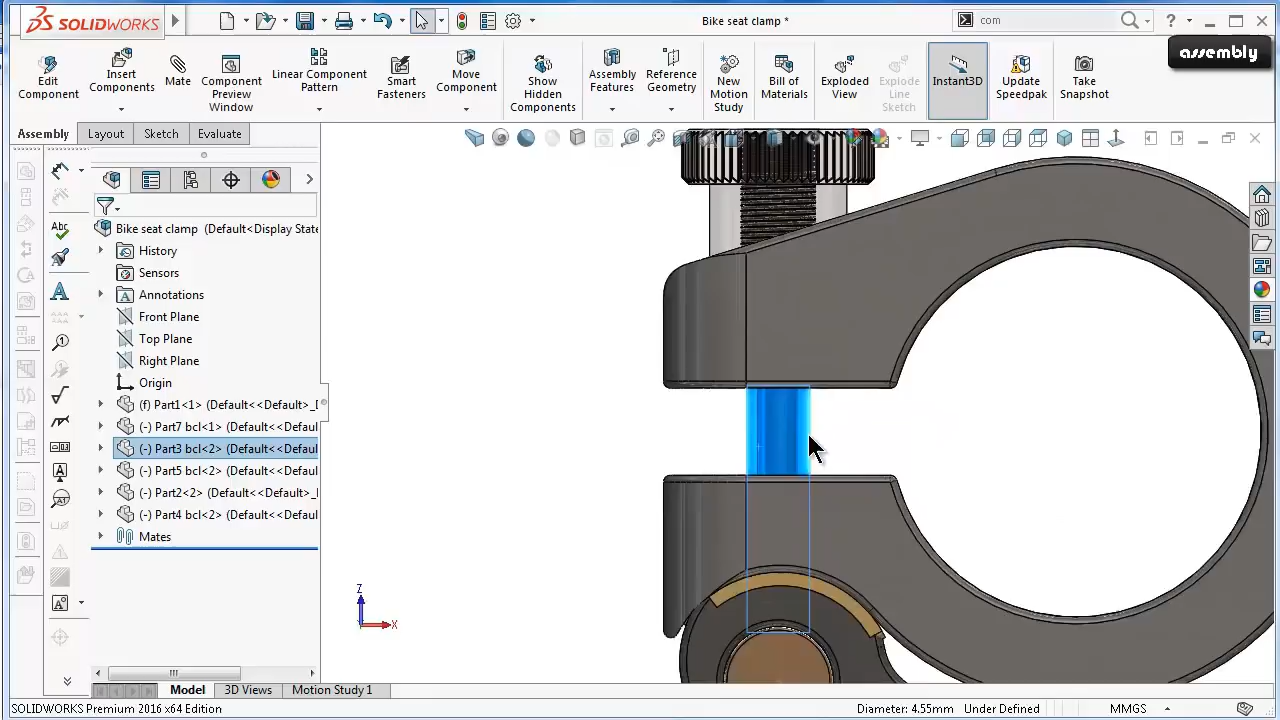 SOLIDWORKS
Bike seat clamp *
com
assembly
Edit Component
Insert Components
Mate
Component Preview Window
Linear Component Pattern
Smart Fasteners
Move Component
Show Hidden Components
Assembly Features
Reference Geometry
New Motion Study
Bill of Materials
Exploded View
Explode Line Sketch
Instant3D
Update Speedpak
Take Snapshot
Assembly Layout Sketch Evaluate
Bike seat clamp (Default<Display State
History
Sensors
Annotations
Front Plane
Top Plane
Right Plane
Origin
(f) Part1<1> (Default<<Default>_D
(-) Part7 bcl<1> (Default<<Defaul
(-) Part3 bcl<2> (Default<<Defaul
(-) Part5 bcl<2> (Default<<Defaul
(-) Part2<2> (Default<<Default>_
(-) Part4 bcl<2> (Default<<Defaul
Mates
Z
X
Model 3D Views Motion Study 1
SOLIDWORKS Premium 2016 x64 Edition
Diameter: 4.55mm Under Defined MMGS